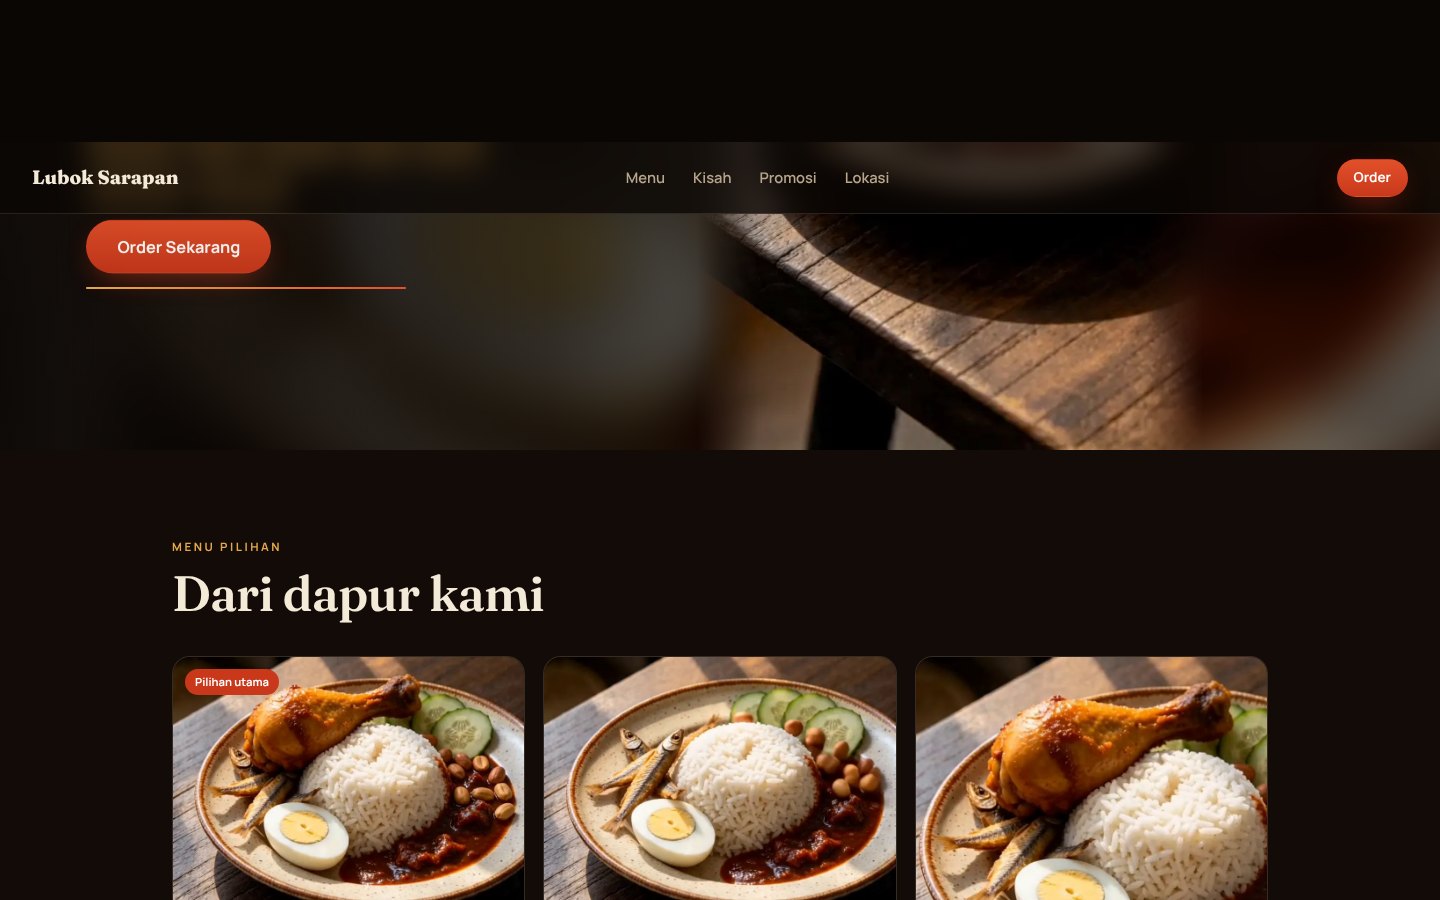 Lubok Sarapan
Menu Kisah Promosi Lokasi
Order
Order Sekarang
MENU PILIHAN
Dari dapur kami
Pilihan utama